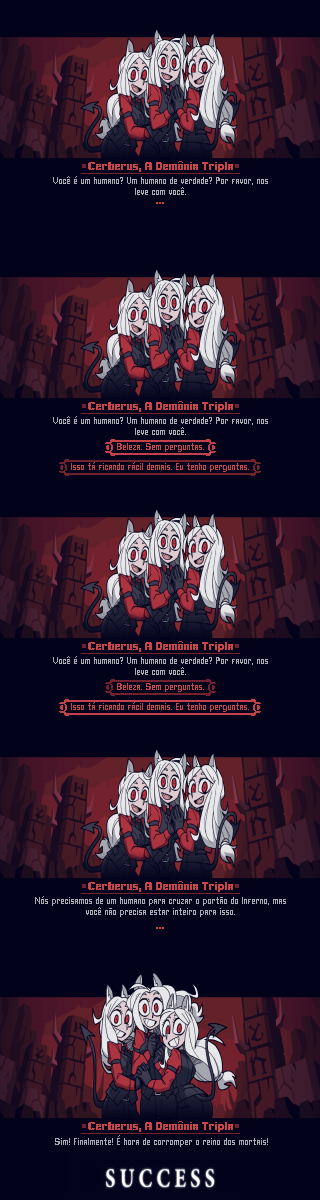 Cerberus, A Demônia Tripla
Você é um humano? Um humano de verdade? Por favor, nos
leve com você.
...
Cerberus, A Demônia Tripla
Você é um humano? Um humano de verdade? Por favor, nos
leve com você.
Beleza. Sem perguntas.
Isso tá ficando fácil demais. Eu tenho perguntas.
Cerberus, A Demônia Tripla
Você é um humano? Um humano de verdade? Por favor, nos
leve com você.
Beleza. Sem perguntas.
Isso tá ficando fácil demais. Eu tenho perguntas.
Cerberus, A Demônia Tripla
Nós precisamos de um humano para cruzar o portão do Inferno, mas
você não precisa estar inteiro para isso.
...
Cerberus, A Demônia Tripla
Sim! Finalmente! É hora de corromper o reino dos mortais!
SUCCESS